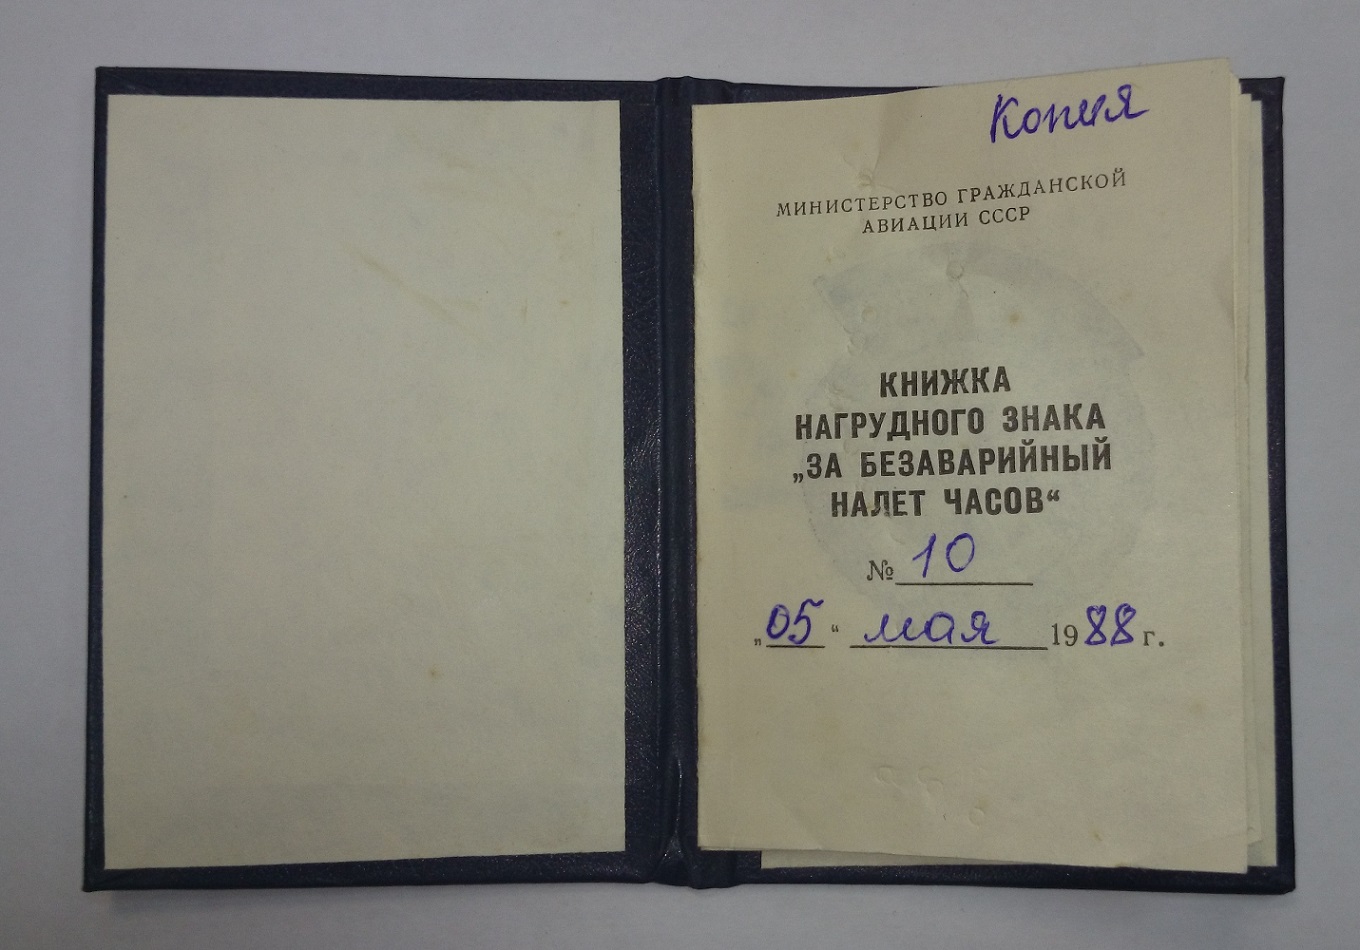 Копия
МИНИСТЕРСТВО ГРАЖДАНСКОЙ
АВИАЦИИ СССР
КНИЖКА
НАГРУДНОГО ЗНАКА
„ЗА БЕЗАВАРИЙНЫЙ
НАЛЕТ ЧАСОВ“
№ 10
„05“ мая 1988 г.